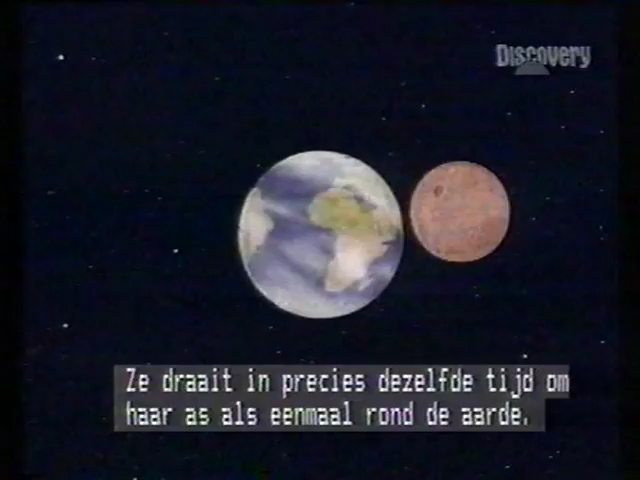 Discovery
Ze draait in precies dezelfde tijd om
haar as als eenmaal rond de aarde.